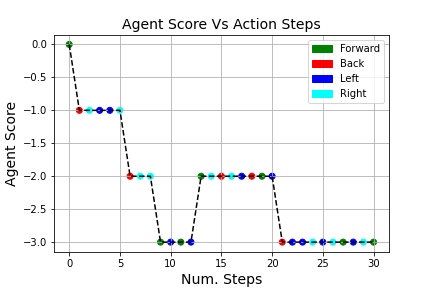 Agent Score Vs Action Steps
Forward
Back
Left
Right
0.0
−0.5
−1.0
−1.5
−2.0
−2.5
−3.0
Agent Score
0 5 10 15 20 25 30
Num. Steps